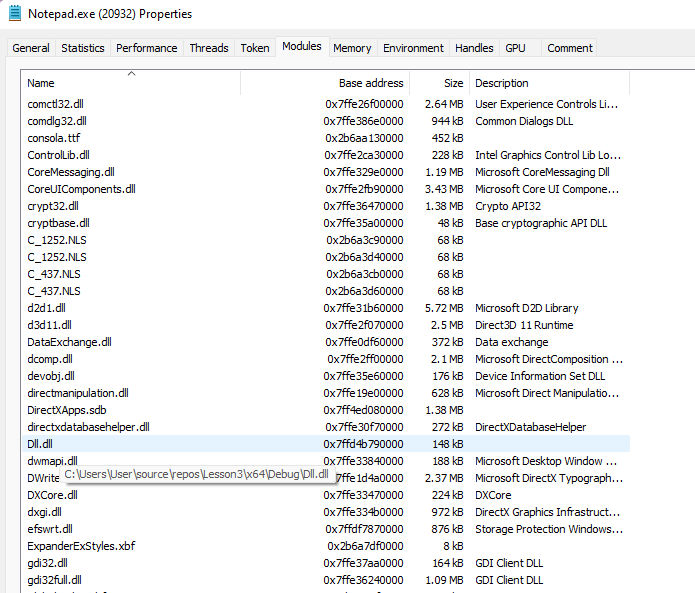 Notepad.exe (20932) Properties
General Statistics Performance Threads Token Modules Memory Environment Handles GPU Comment
Name Base address Size Description
comctl32.dll 0x7ffe26f00000 2.64 MB User Experience Controls Li...
comdlg32.dll 0x7ffe386e0000 944 kB Common Dialogs DLL
consola.ttf 0x2b6aa130000 452 kB
ControlLib.dll 0x7ffe2ca30000 228 kB Intel Graphics Control Lib Lo...
CoreMessaging.dll 0x7ffe329e0000 1.19 MB Microsoft CoreMessaging Dll
CoreUIComponents.dll 0x7ffe2fb90000 3.43 MB Microsoft Core UI Compone...
crypt32.dll 0x7ffe36470000 1.38 MB Crypto API32
cryptbase.dll 0x7ffe35a00000 48 kB Base cryptographic API DLL
C_1252.NLS 0x2b6a3c90000 68 kB
C_1252.NLS 0x2b6a3d40000 68 kB
C_437.NLS 0x2b6a3cb0000 68 kB
C_437.NLS 0x2b6a3d60000 68 kB
d2d1.dll 0x7ffe31b60000 5.72 MB Microsoft D2D Library
d3d11.dll 0x7ffe2f070000 2.5 MB Direct3D 11 Runtime
DataExchange.dll 0x7ffe0df60000 372 kB Data exchange
dcomp.dll 0x7ffe2ff00000 2.1 MB Microsoft DirectComposition ...
devobj.dll 0x7ffe35e60000 176 kB Device Information Set DLL
directmanipulation.dll 0x7ffe19e00000 628 kB Microsoft Direct Manipulatio...
DirectXApps.sdb 0x7ff4ed080000 1.38 MB
directxdatabasehelper.dll 0x7ffe30f70000 272 kB DirectXDatabaseHelper
Dll.dll 0x7ffd4b790000 148 kB
dwmapi.dll 0x7ffe33840000 188 kB Microsoft Desktop Window ...
DWrite C:\Users\User\source\repos\Lesson3\x64\Debug\Dll.dll 7ffe1d4a0000 2.37 MB Microsoft DirectX Typograph...
DXCore.dll 0x7ffe33470000 224 kB DXCore
dxgi.dll 0x7ffe334b0000 972 kB DirectX Graphics Infrastruct...
efswrt.dll 0x7ffdf7870000 876 kB Storage Protection Windows...
ExpanderExStyles.xbf 0x2b6a7df0000 8 kB
gdi32.dll 0x7ffe37aa0000 164 kB GDI Client DLL
gdi32full.dll 0x7ffe36240000 1.09 MB GDI Client DLL